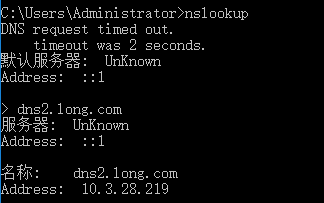 C:\Users\Administrator>nslookup
DNS request timed out.
    timeout was 2 seconds.
默认服务器:  UnKnown
Address:  ::1

> dns2.long.com
服务器:  UnKnown
Address:  ::1

名称:    dns2.long.com
Address:  10.3.28.219